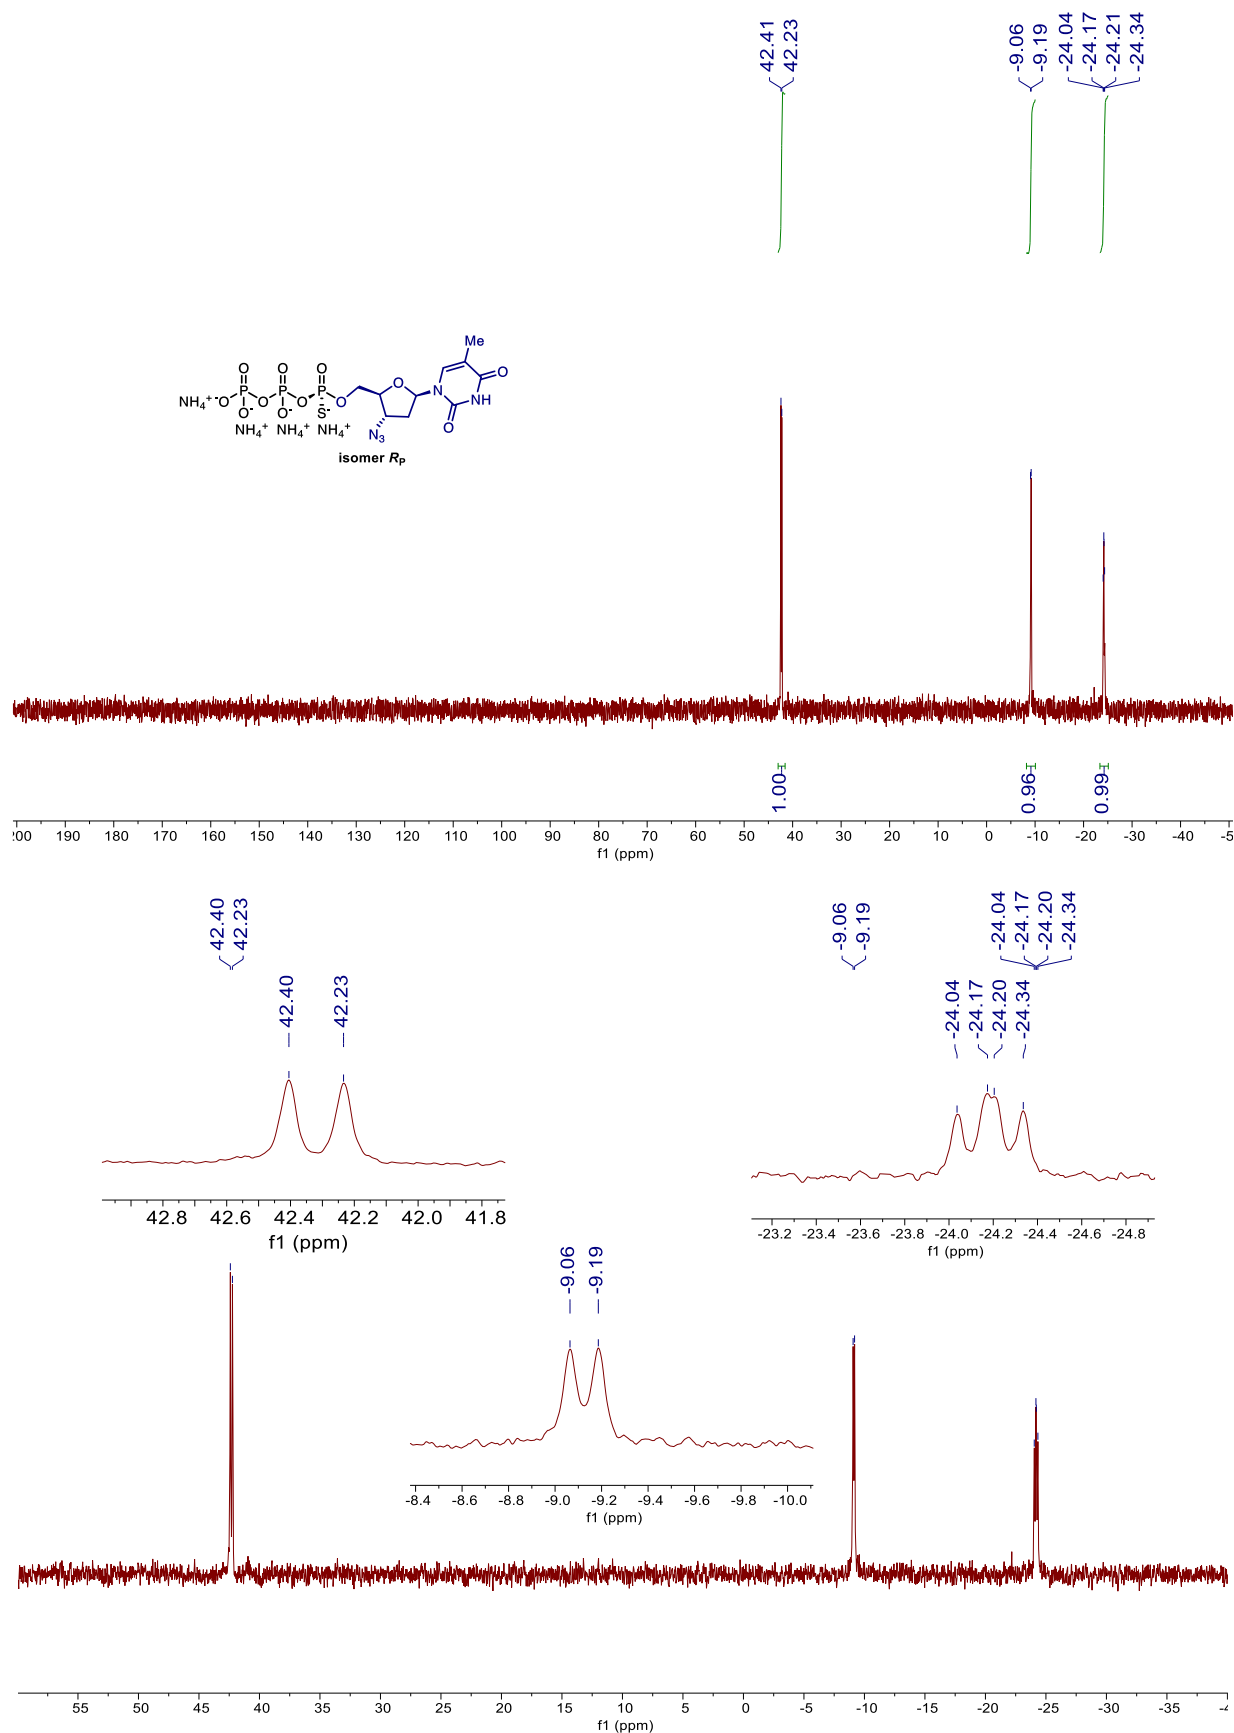 42.41
42.23
-9.06
-9.19
-24.04
-24.17
-24.21
-24.34
Me
O O O
O
O
NH4+ -O P O P O P O
N
NH
O- O- S-
O
NH4+ NH4+ NH4+
N3
isomer RP
1.00
0.96
0.99
200 190 180 170 160 150 140 130 120 110 100 90 80 70 60 50 40 30 20 10 0 -10 -20 -30 -40 -5
f1 (ppm)
42.40
42.23
-9.06
-9.19
-24.04
-24.17
-24.20
-24.34
42.40
42.23
-24.04
-24.17
-24.20
-24.34
42.8 42.6 42.4 42.2 42.0 41.8
f1 (ppm)
-23.2 -23.4 -23.6 -23.8 -24.0 -24.2 -24.4 -24.6 -24.8
f1 (ppm)
-9.06
-9.19
-8.4 -8.6 -8.8 -9.0 -9.2 -9.4 -9.6 -9.8 -10.0
f1 (ppm)
55 50 45 40 35 30 25 20 15 10 5 0 -5 -10 -15 -20 -25 -30 -35
f1 (ppm)